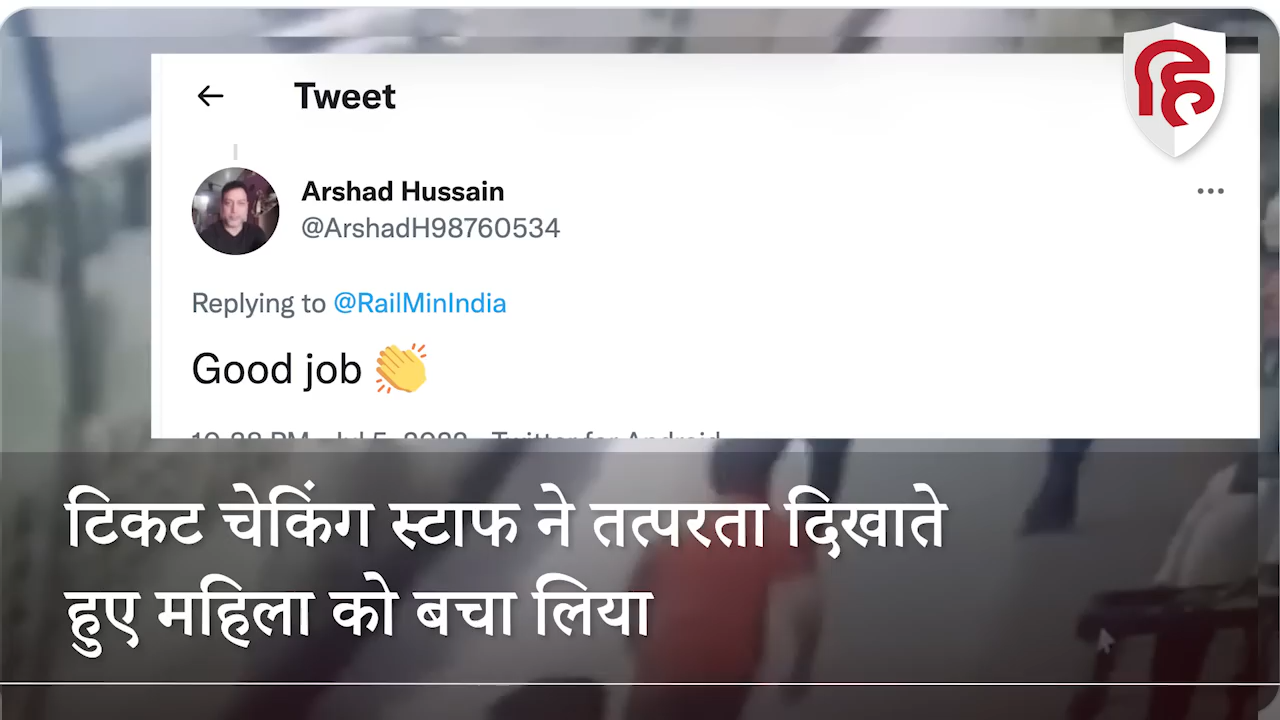 हि
← Tweet
Arshad Hussain
@ArshadH98760534
Replying to @RailMinIndia
Good job 👏
टिकट चेकिंग स्टाफ ने तत्परता दिखाते
हुए महिला को बचा लिया